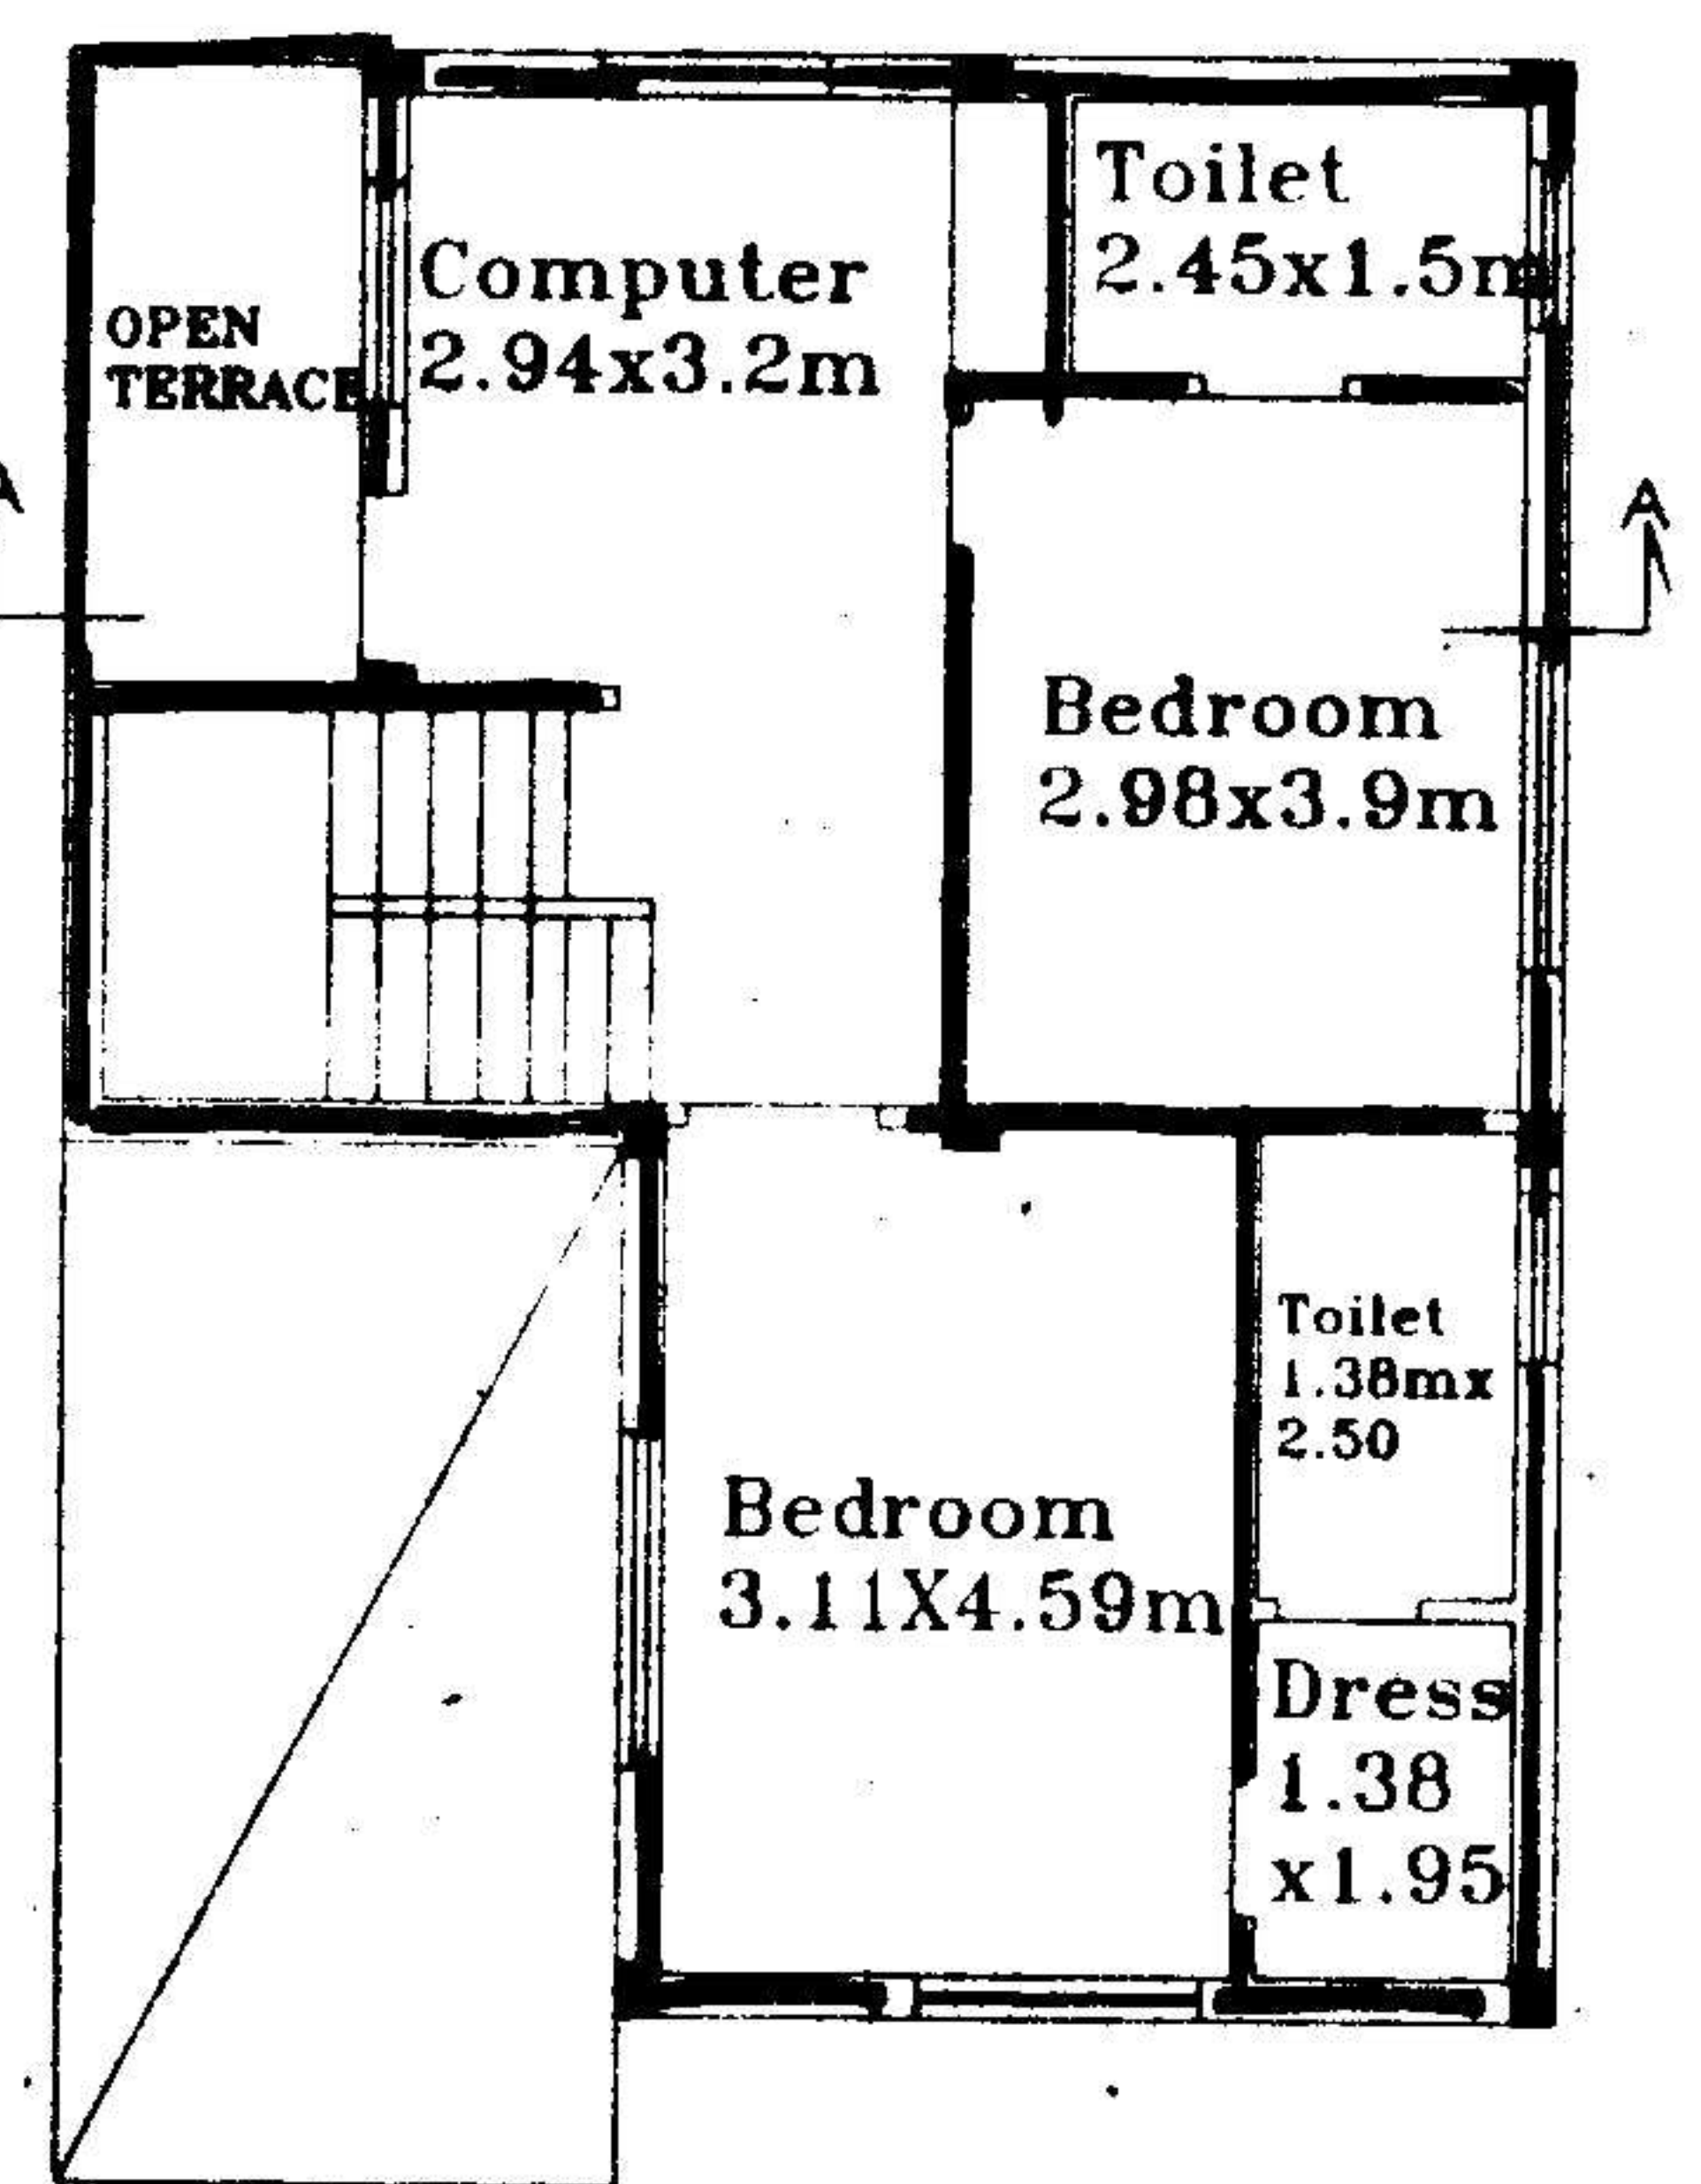 Toilet
2.45x1.5m
Computer
2.94x3.2m
OPEN
TERRACE
A
A
Bedroom
2.98x3.9m
Toilet
1.38mx
2.50
Bedroom
3.11X4.59m
Dress
1.38
x1.95